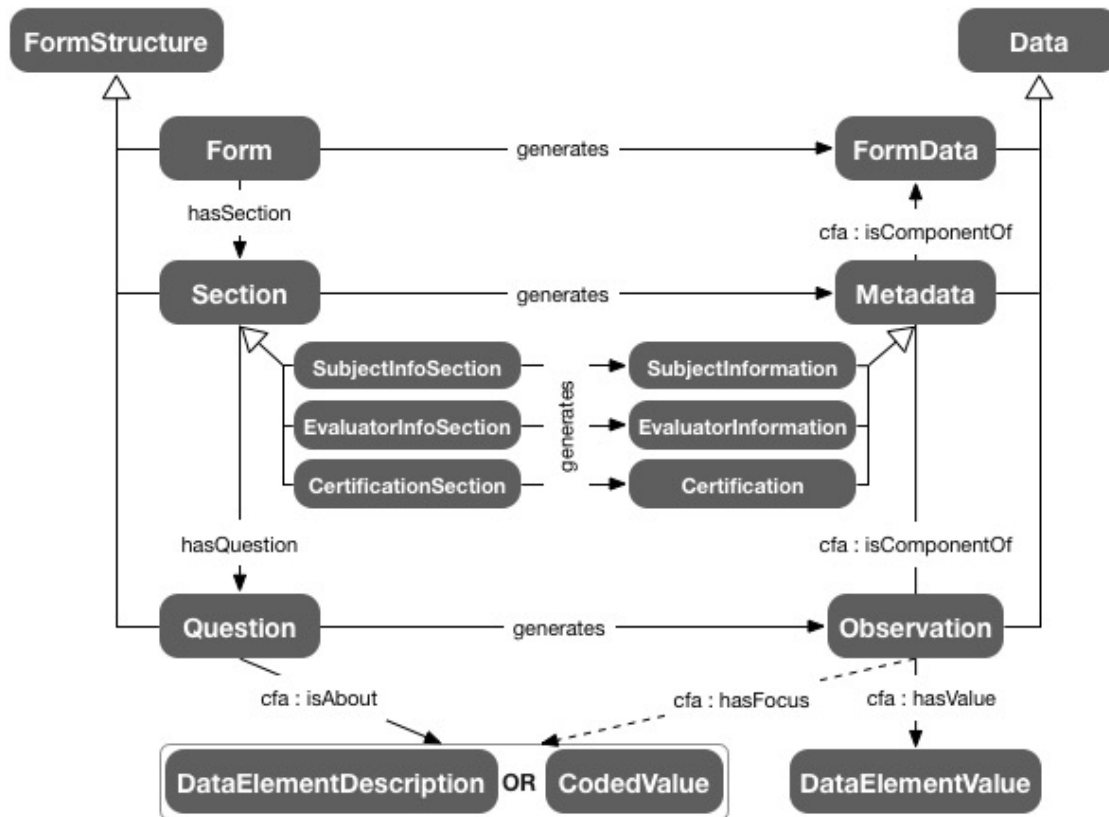 FormStructure
Data
Form
generates
FormData
hasSection
cfa : isComponentOf
Section
generates
Metadata
SubjectInfoSection
SubjectInformation
EvaluatorInfoSection
generates
EvaluatorInformation
CertificationSection
Certification
hasQuestion
cfa : isComponentOf
Question
generates
Observation
cfa : isAbout
cfa : hasFocus
cfa : hasValue
DataElementDescription OR CodedValue
DataElementValue